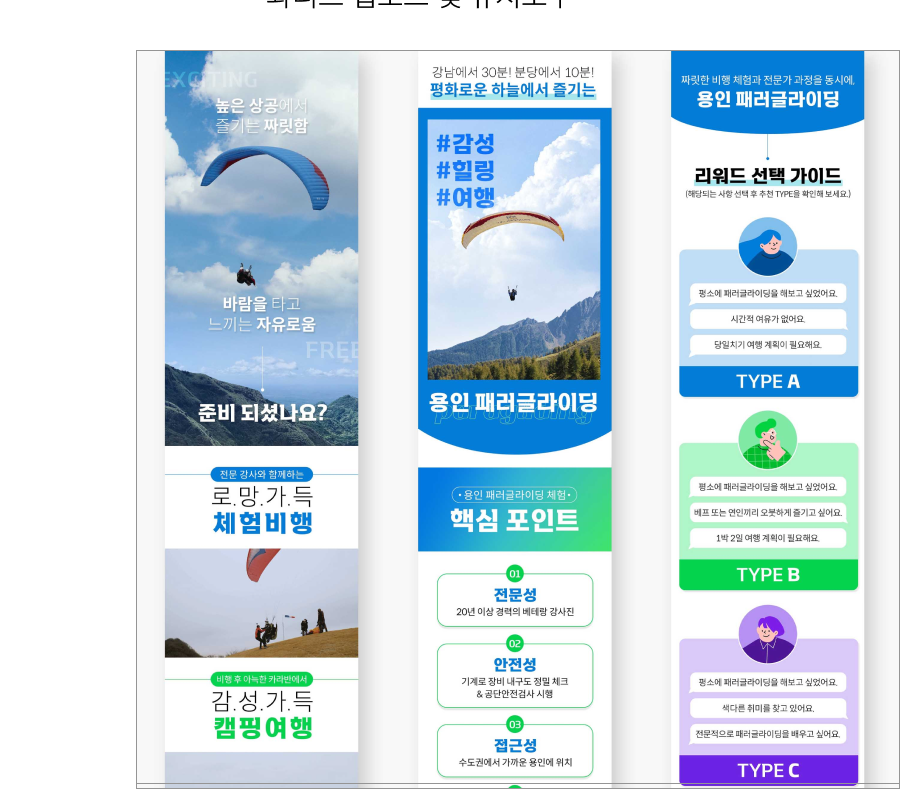 EXCITING
높은 상공에서
즐기는 짜릿함
바람을 타고
느끼는 자유로움
FREE
준비 되셨나요?
전문 강사와 함께하는
로.망.가.득
체험비행
비행 후 아늑한 카라반에서
감.성.가.득
캠핑여행
강남에서 30분! 분당에서 10분!
평화로운 하늘에서 즐기는
#감성
#힐링
#여행
용인 패러글라이딩
paragliding
•용인 패러글라이딩 체험•
핵심 포인트
01
전문성
20년 이상 경력의 베테랑 강사진
02
안전성
기계로 장비 내구도 정밀 체크
& 공단안전검사 시행
03
접근성
수도권에서 가까운 용인에 위치
짜릿한 비행 체험과 전문가 과정을 동시에,
용인 패러글라이딩
리워드 선택 가이드
(해당되는 사항 선택 후 추천 TYPE을 확인해 보세요.)
평소에 패러글라이딩을 해보고 싶었어요.
시간적 여유가 없어요.
당일치기 여행 계획이 필요해요.
TYPE A
평소에 패러글라이딩을 해보고 싶었어요.
베프 또는 연인끼리 오붓하게 즐기고 싶어요.
1박 2일 여행 계획이 필요해요.
TYPE B
평소에 패러글라이딩을 해보고 싶었어요.
색다른 취미를 찾고 있어요.
전문적으로 패러글라이딩을 배우고 싶어요.
TYPE C